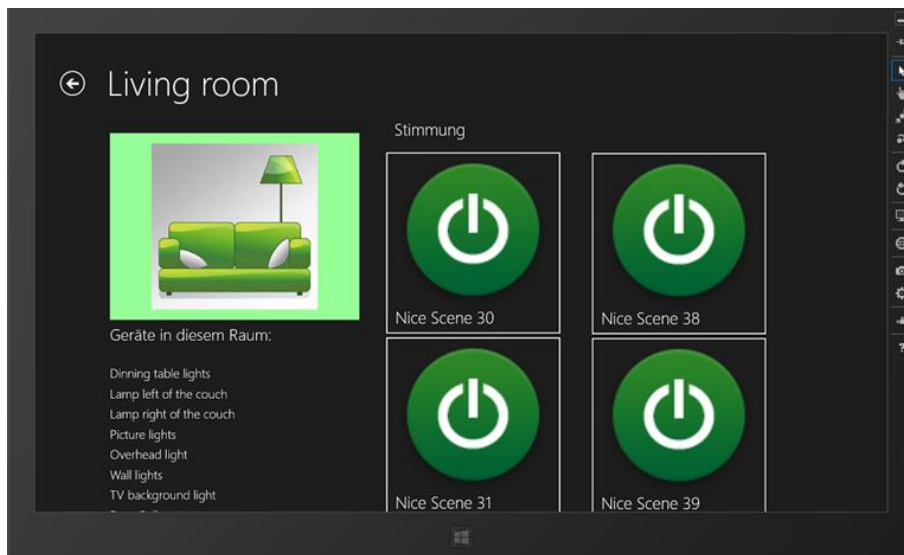 Living room
Stimmung
Nice Scene 30
Nice Scene 38
Geräte in diesem Raum:
Dinning table lights
Lamp left of the couch
Lamp right of the couch
Picture lights
Overhead light
Wall lights
TV background light
Nice Scene 31
Nice Scene 39